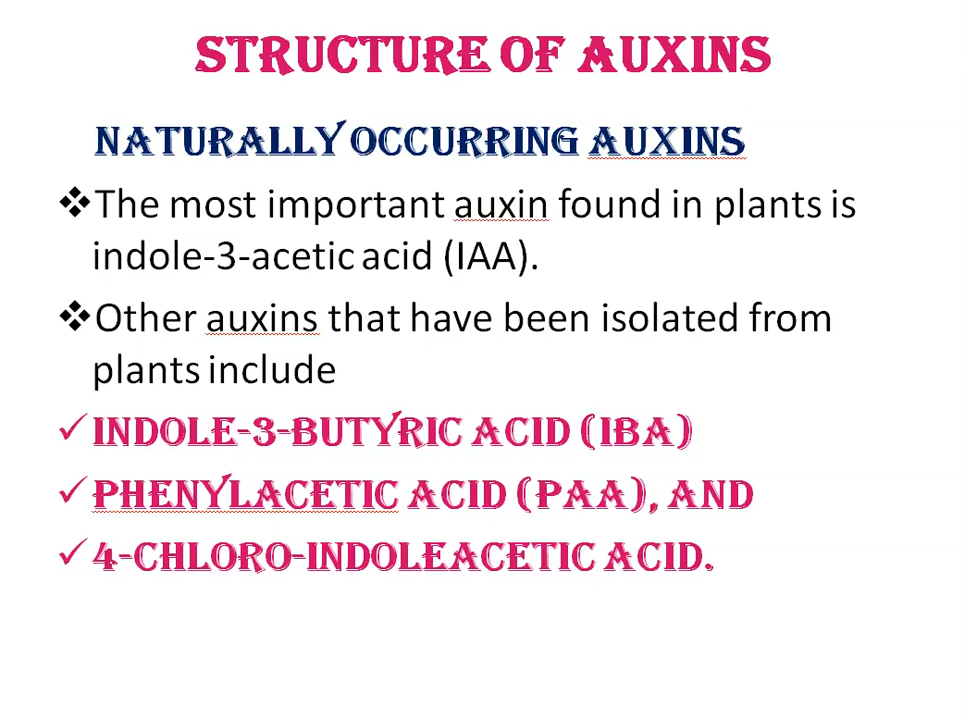 STRUCTURE OF AUXINS
NATURALLY OCCURRING AUXINS
❖The most important auxin found in plants is
indole-3-acetic acid (IAA).
❖Other auxins that have been isolated from
plants include
✓INDOLE-3-BUTYRIC ACID (IBA)
✓PHENYLACETIC ACID (PAA), AND
✓4-CHLORO-INDOLEACETIC ACID.